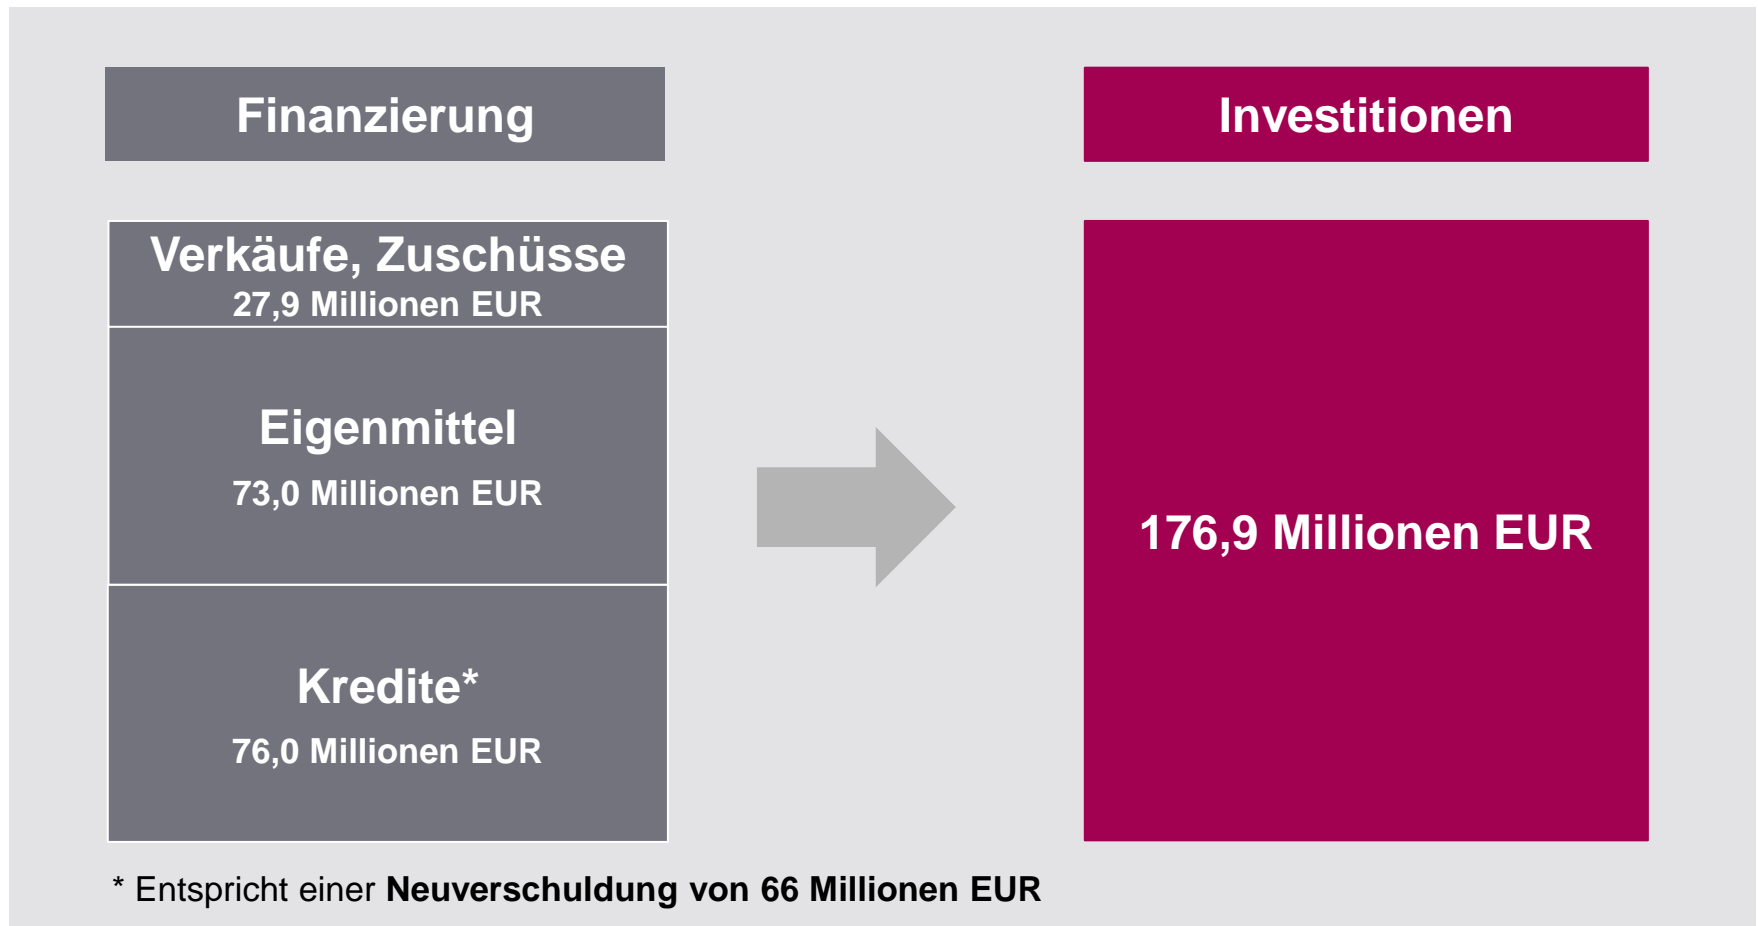 Finanzierung
Investitionen
Verkäufe, Zuschüsse
27,9 Millionen EUR
Eigenmittel
73,0 Millionen EUR
Kredite*
76,0 Millionen EUR
176,9 Millionen EUR
* Entspricht einer Neuverschuldung von 66 Millionen EUR